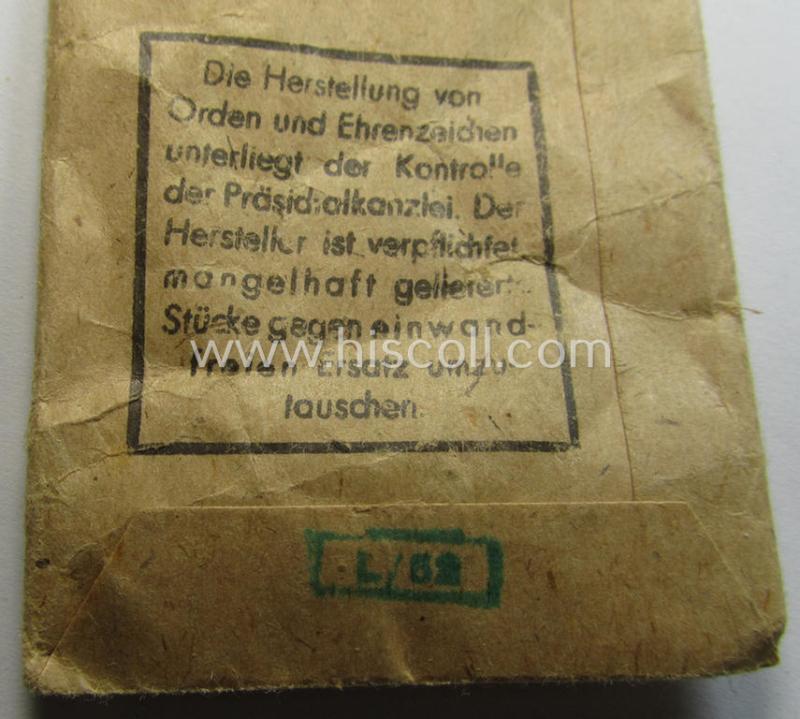 Die Herstellung von
Orden und Ehrenzeichen
unterliegt der Kontrolle
der Präsidialkanzlei. Der
Hersteller ist verpflichtet
mangelhaft gelieferte
Stücke gegen einwand-
freien Ersatz umzu-
tauschen.
www.hiscoll.com
L/62